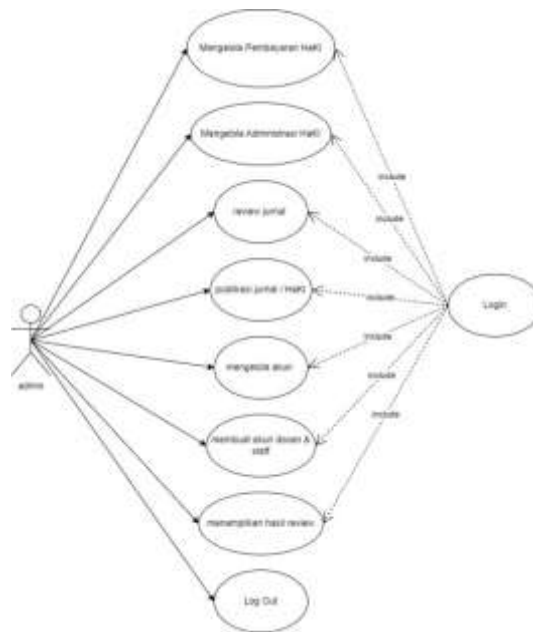 Mengelola Pembayaran HaKI
Mengelola Administrasi HaKI
include
include
review jurnal
include
publikasi jurnal / HaKI
include
Login
include
mengelola akun
include
admin
include
membuat akun dosen &
staff
menampilkan hasil review
Log Out